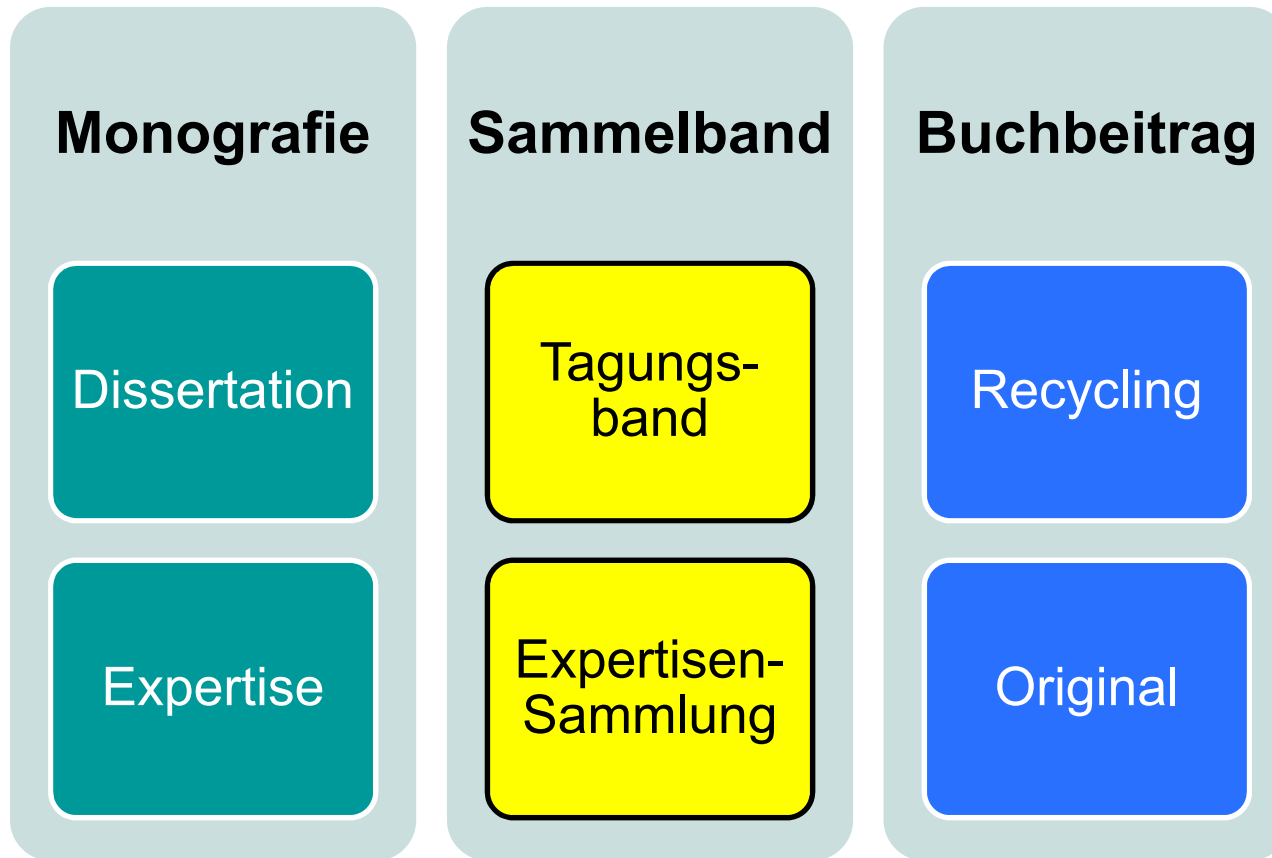 Monografie
Dissertation
Expertise
Sammelband
Tagungs-
band
Expertisen-
Sammlung
Buchbeitrag
Recycling
Original